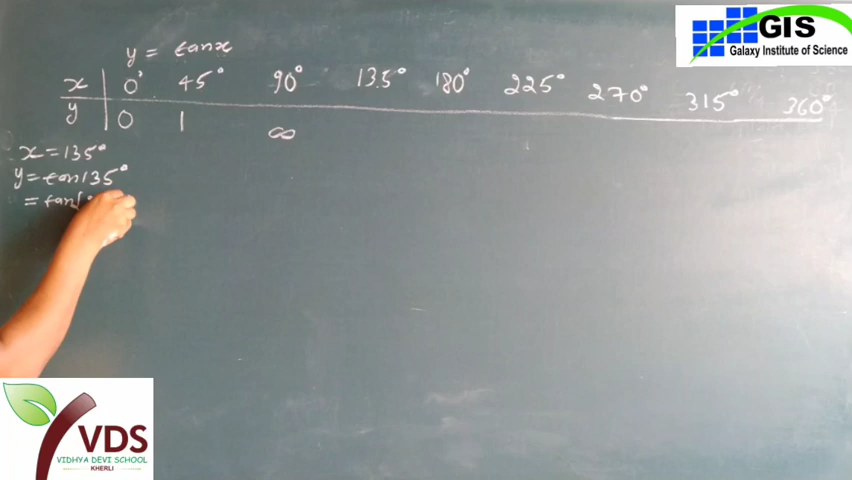 y = tanx
x 0° 45° 90° 135° 180° 225° 270° 315° 360°
y 0 1 ∞
x = 135°
y = tan135°
= tan(
GIS
Galaxy Institute of Science
VDS
VIDHYA DEVI SCHOOL
KHERLI